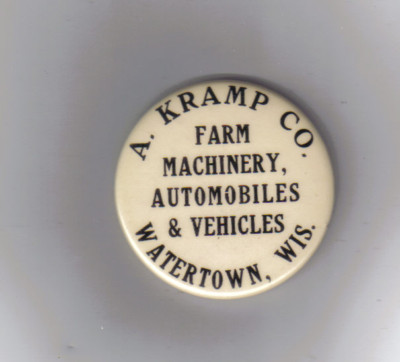 A. KRAMP CO.
FARM
MACHINERY,
AUTOMOBILES
& VEHICLES
WATERTOWN, WIS.